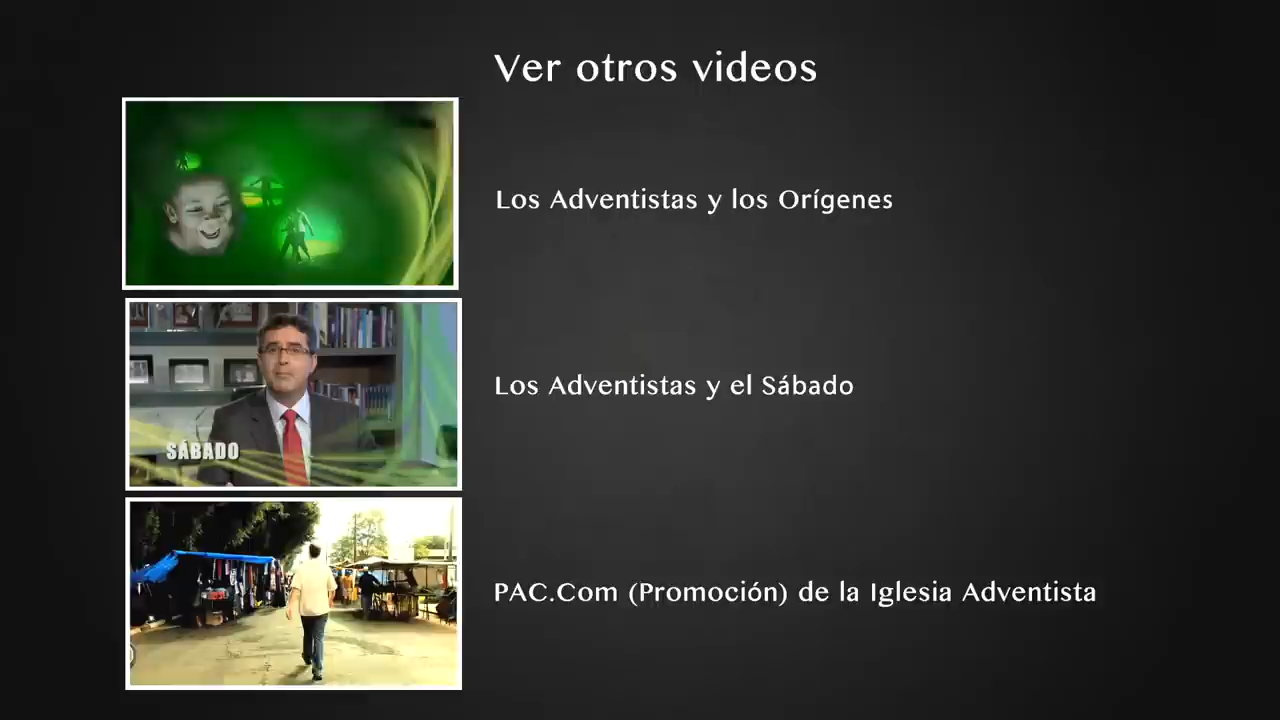 Ver otros videos
Los Adventistas y los Orígenes
Los Adventistas y el Sábado
SÁBADO
PAC.Com (Promoción) de la Iglesia Adventista